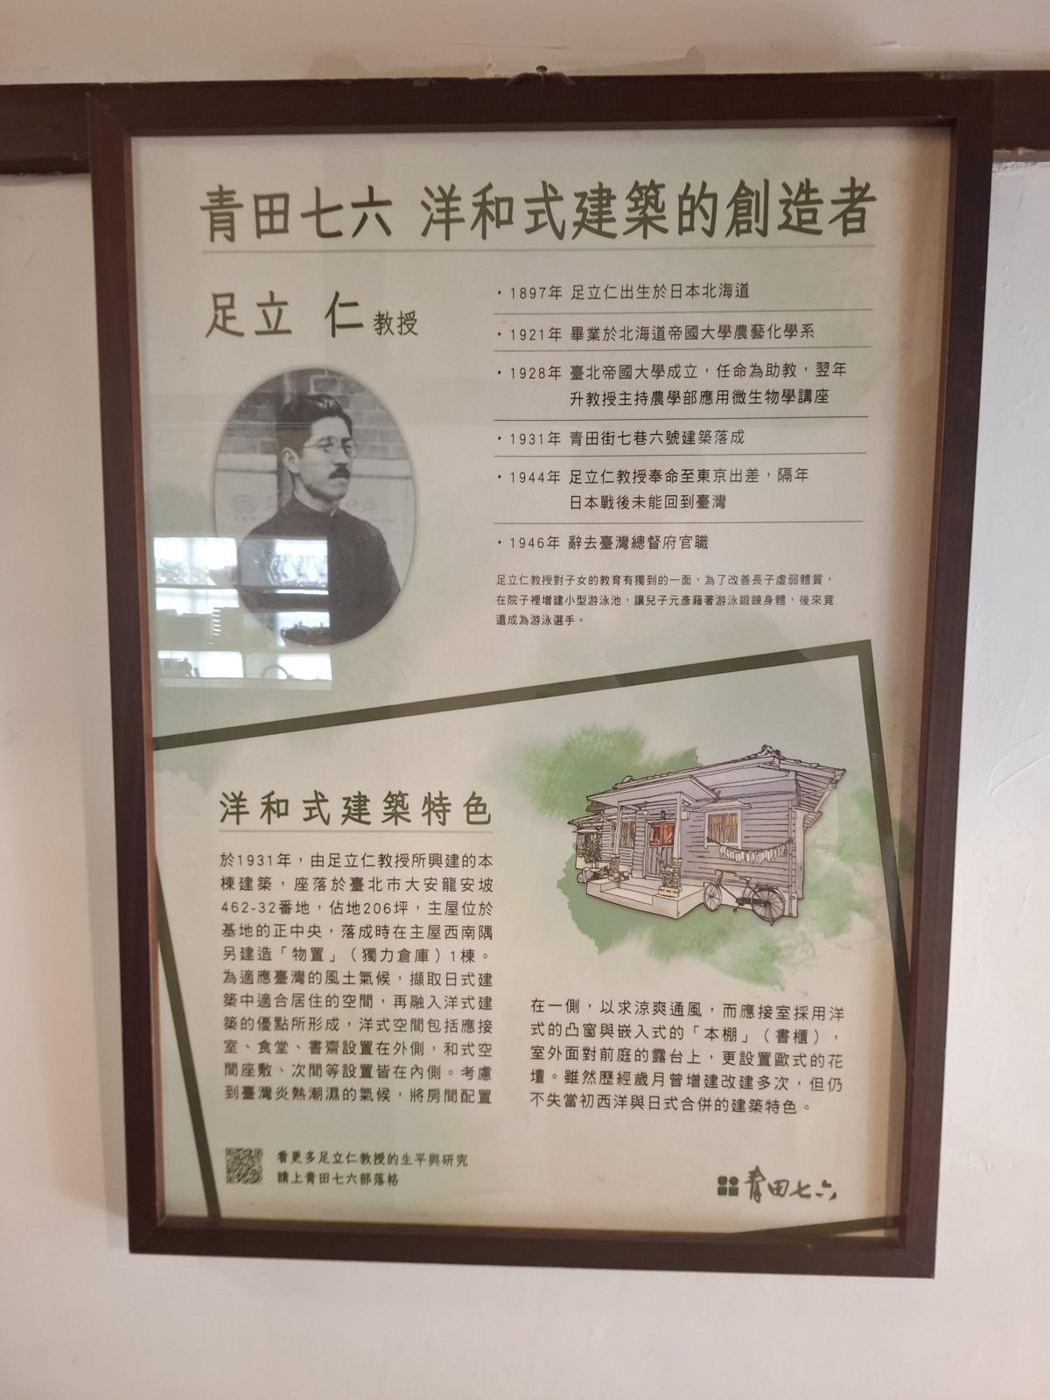 青田七六 洋和式建築的創造者
足立 仁教授
・1897年 足立仁出生於日本北海道
・1921年 畢業於北海道帝國大學農藝化學系
・1928年 臺北帝國大學成立，任命為助教，翌年
升教授主持農學部應用微生物學講座
・1931年 青田街七巷六號建築落成
・1944年 足立仁教授奉命至東京出差，隔年
日本戰後未能回到臺灣
・1946年 辭去臺灣總督府官職
足立仁教授對子女的教育有獨到的一面，為了改善長子虛弱體質，
在院子裡增建小型游泳池，讓兒子元彥藉著游泳鍛鍊身體，後來竟
還成為游泳選手。
洋和式建築特色
於1931年，由足立仁教授所興建的本
棟建築，座落於臺北市大安龍安坡
462-32番地，佔地206坪，主屋位於
基地的正中央，落成時在主屋西南隅
另建造「物置」（獨力倉庫）1棟。
為適應臺灣的風土氣候，擷取日式建
築中適合居住的空間，再融入洋式建
築的優點所形成，洋式空間包括應接
室、食堂、書齋設置在外側，和式空
間座敷、次間等設置皆在內側。考慮
到臺灣炎熱潮濕的氣候，將房間配置
在一側，以求涼爽通風，而應接室採用洋
式的凸窗與嵌入式的「本棚」（書櫃），
室外面對前庭的露台上，更設置歐式的花
壇。雖然歷經歲月曾增建改建多次，但仍
不失當初西洋與日式合併的建築特色。
看更多足立仁教授的生平與研究
請上青田七六部落格
青田七六